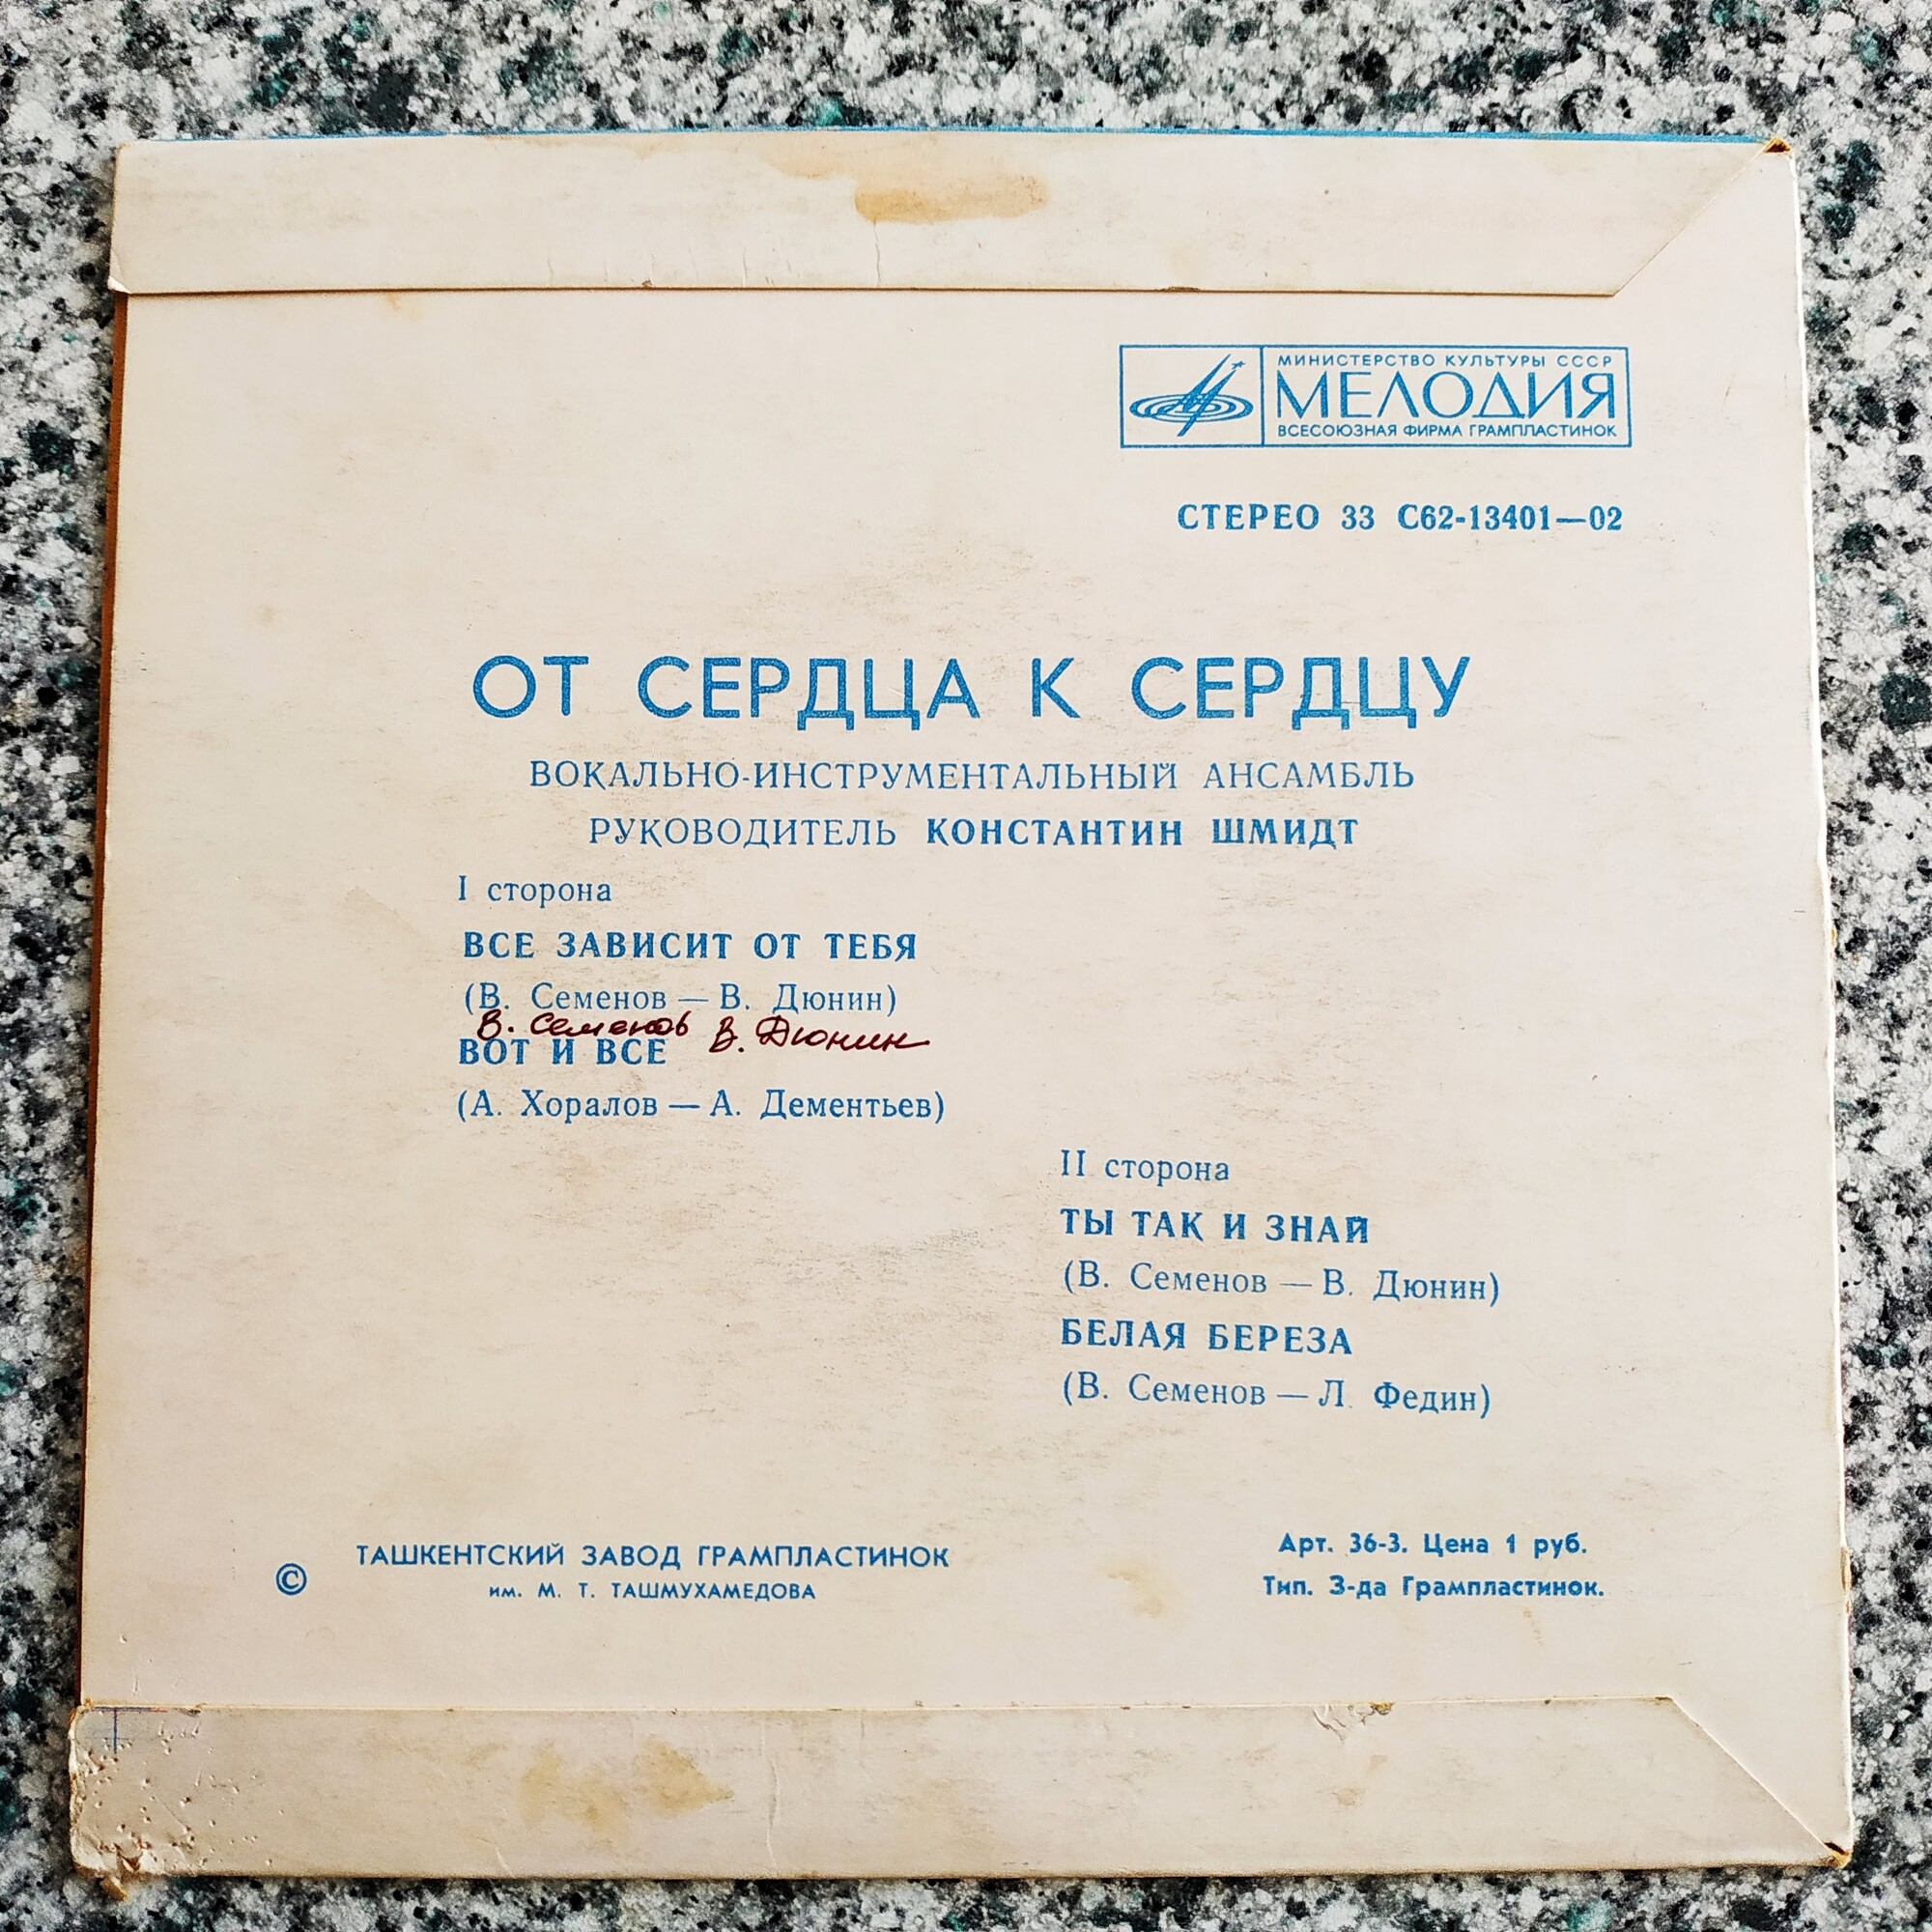 МИНИСТЕРСТВО КУЛЬТУРЫ СССР
МЕЛОДИЯ
ВСЕСОЮЗНАЯ ФИРМА ГРАМПЛАСТИНОК
СТЕРЕО 33 С62-13401—02
ОТ СЕРДЦА К СЕРДЦУ
ВОКАЛЬНО-ИНСТРУМЕНТАЛЬНЫЙ АНСАМБЛЬ
РУКОВОДИТЕЛЬ КОНСТАНТИН ШМИДТ
I сторона
ВСЕ ЗАВИСИТ ОТ ТЕБЯ
(В. Семенов — В. Дюнин)
В. Семенов В. Дюнин
ВОТ И ВСЕ
(А. Хоралов — А. Дементьев)
II сторона
ТЫ ТАК И ЗНАЙ
(В. Семенов — В. Дюнин)
БЕЛАЯ БЕРЕЗА
(В. Семенов — Л. Федин)
© ТАШКЕНТСКИЙ ЗАВОД ГРАМПЛАСТИНОК
им. М. Т. ТАШМУХАМЕДОВА
Арт. 36-3. Цена 1 руб.
Тип. З-да Грампластинок.